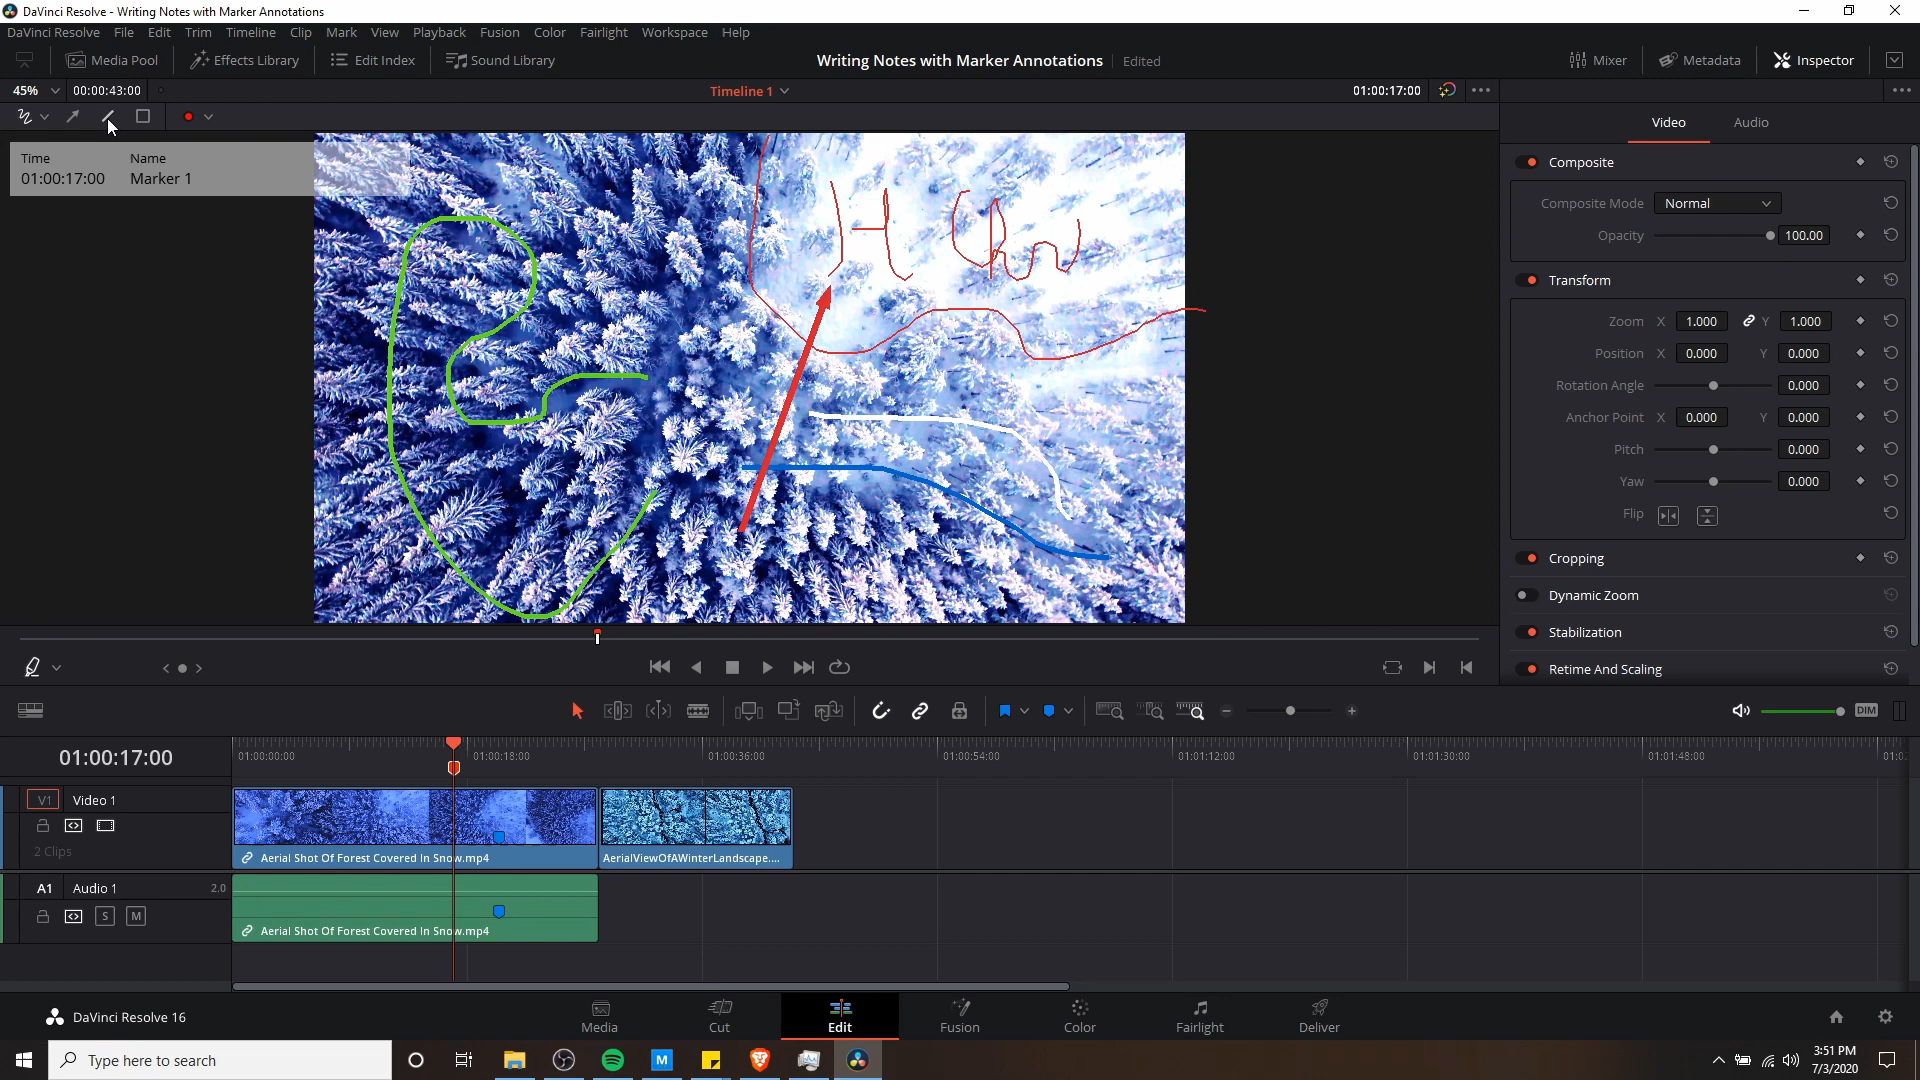 DaVinci Resolve - Writing Notes with Marker Annotations
DaVinci Resolve File Edit Trim Timeline Clip Mark View Playback Fusion Color Fairlight Workspace Help
Media Pool Effects Library Edit Index Sound Library Writing Notes with Marker Annotations Edited Mixer Metadata Inspector
45% 00:00:43:00 Timeline 1 01:00:17:00
Video Audio
Time Name
01:00:17:00 Marker 1
Composite
Composite Mode Normal
Opacity 100.00
Transform
Zoom X 1.000 Y 1.000
Position X 0.000 Y 0.000
Rotation Angle 0.000
Anchor Point X 0.000 Y 0.000
Pitch 0.000
Yaw 0.000
Flip
Cropping
Dynamic Zoom
Stabilization
Retime And Scaling
DIM
01:00:17:00 01:00:00:00 01:00:18:00 01:00:36:00 01:00:54:00 01:01:12:00 01:01:30:00 01:01:48:00
V1 Video 1
2 Clips
Aerial Shot Of Forest Covered In Snow.mp4 AerialViewOfAWinterLandscape....
A1 Audio 1 2.0
S M
Aerial Shot Of Forest Covered In Snow.mp4
DaVinci Resolve 16 Media Cut Edit Fusion Color Fairlight Deliver
Type here to search
M
3:51 PM
7/3/2020